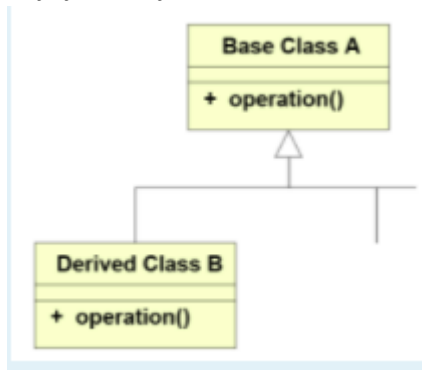 Base Class A
+ operation()
Derived Class B
+ operation()